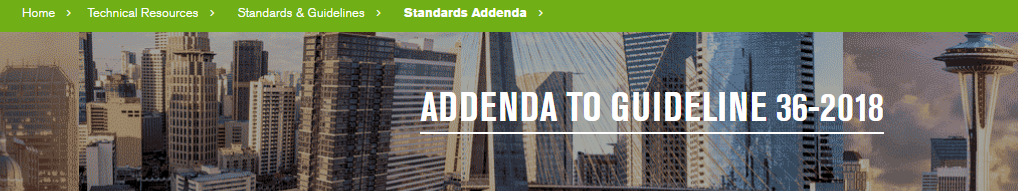 Home > Technical Resources > Standards & Guidelines > Standards Addenda >
ADDENDA TO GUIDELINE 36-2018